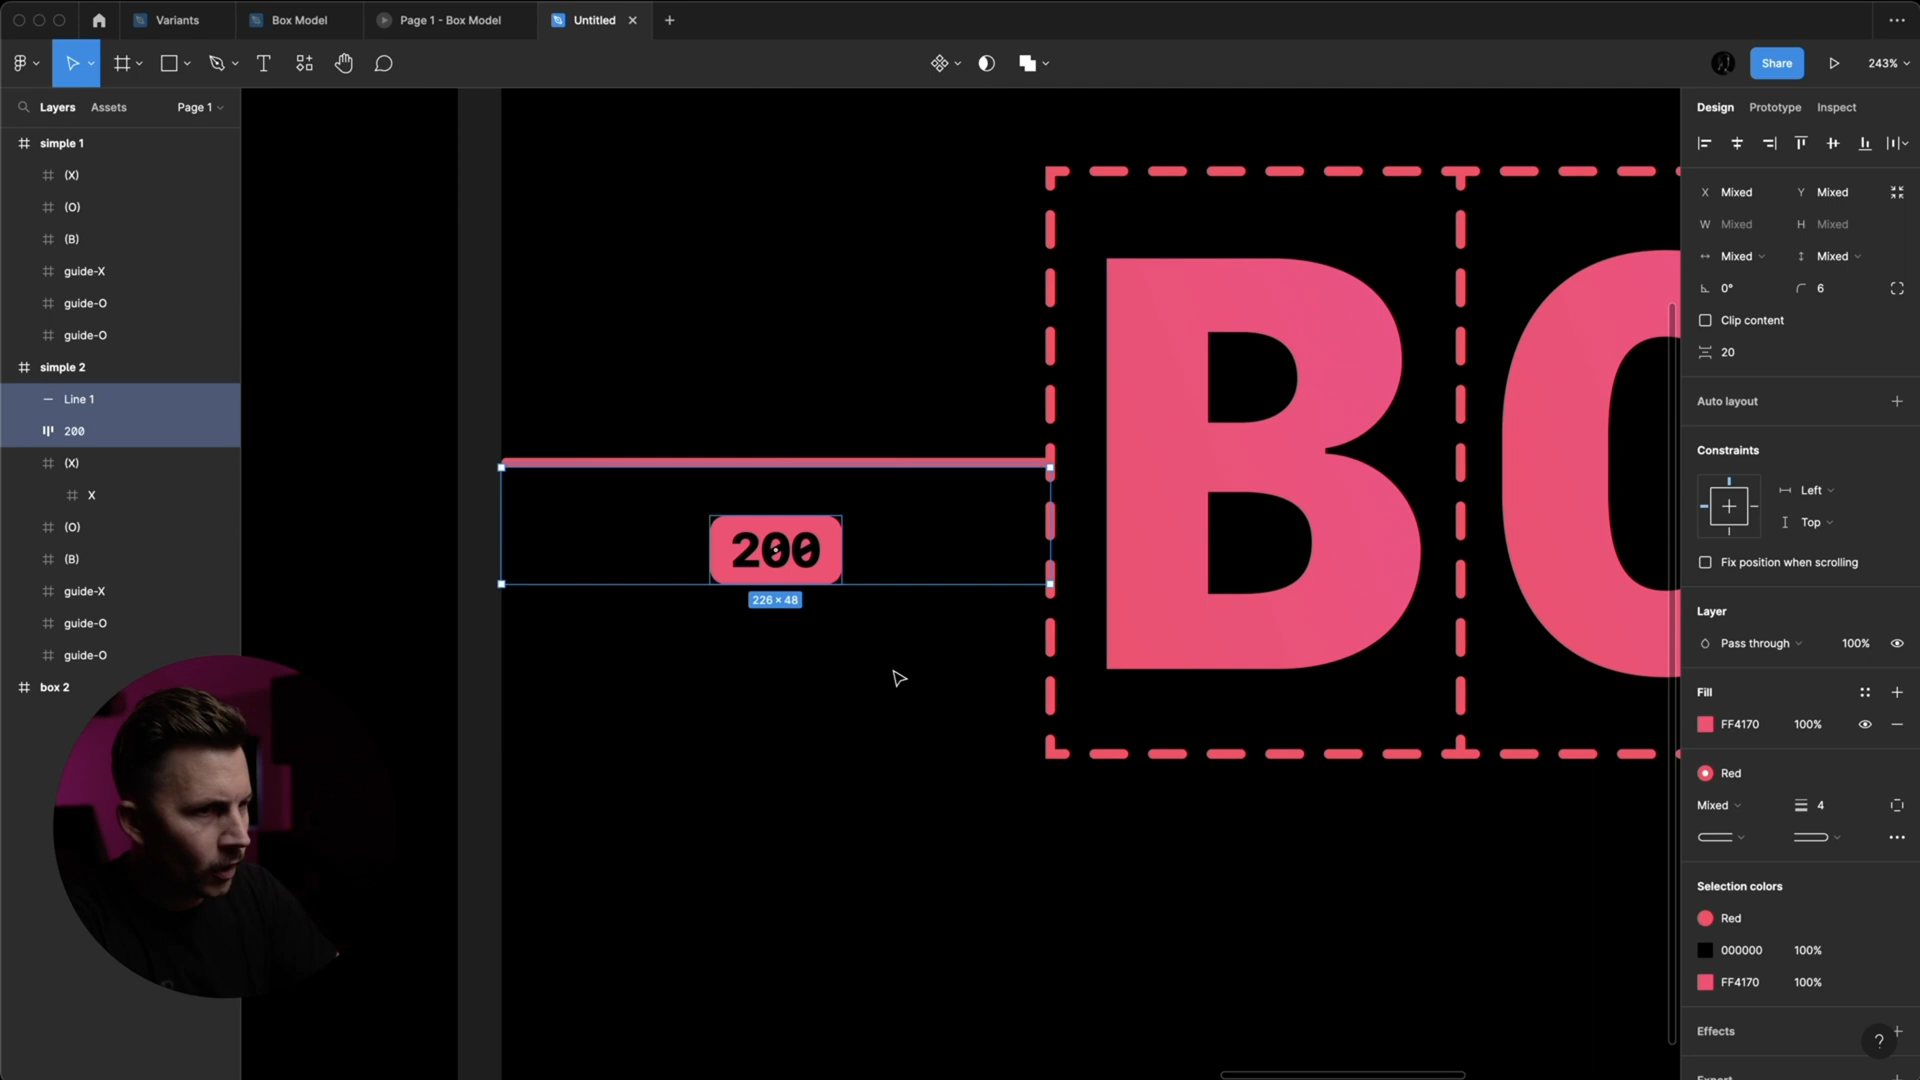 Variants
Box Model
Page 1 - Box Model
Untitled
Share
243%
Layers
Assets
Page 1
simple 1
(X)
(O)
(B)
guide-X
guide-O
guide-O
simple 2
Line 1
200
(X)
X
(O)
(B)
guide-X
guide-O
guide-O
box 2
200
226 × 48
B
Design
Prototype
Inspect
X Mixed
Y Mixed
W Mixed
H Mixed
Mixed
Mixed
0°
6
Clip content
20
Auto layout
Constraints
Left
Top
Fix position when scrolling
Layer
Pass through
100%
Fill
FF4170
100%
Red
Mixed
4
Selection colors
Red
000000
100%
FF4170
100%
Effects
?